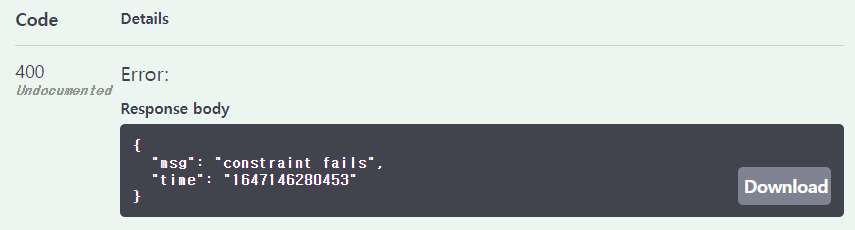 Code Details
400 Error:
Undocumented
Response body
{
"msg": "constraint fails",
"time": "1647146280453"
}
Download